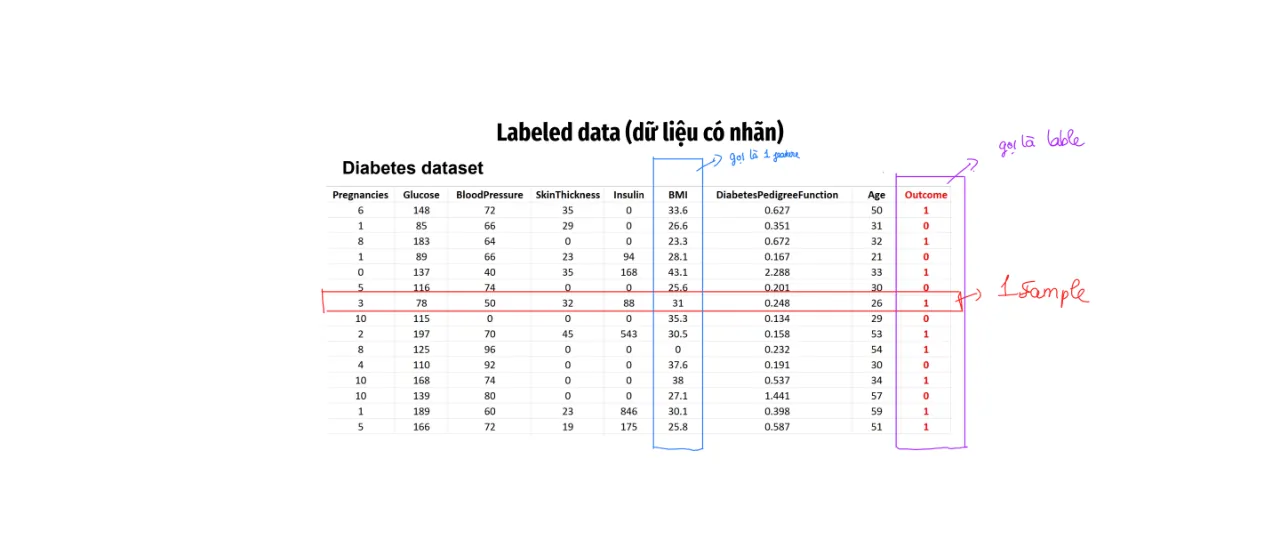 Labeled data (dữ liệu có nhãn)
gọi là lable
gọi là 1 feature
Diabetes dataset
Pregnancies Glucose BloodPressure SkinThickness Insulin BMI DiabetesPedigreeFunction Age Outcome
6 148 72 35 0 33.6 0.627 50 1
1 85 66 29 0 26.6 0.351 31 0
8 183 64 0 0 23.3 0.672 32 1
1 89 66 23 94 28.1 0.167 21 0
0 137 40 35 168 43.1 2.288 33 1
5 116 74 0 0 25.6 0.201 30 0
3 78 50 32 88 31 0.248 26 1
1 sample
10 115 0 0 0 35.3 0.134 29 0
2 197 70 45 543 30.5 0.158 53 1
8 125 96 0 0 0 0.232 54 1
4 110 92 0 0 37.6 0.191 30 0
10 168 74 0 0 38 0.537 34 1
10 139 80 0 0 27.1 1.441 57 0
1 189 60 23 846 30.1 0.398 59 1
5 166 72 19 175 25.8 0.587 51 1